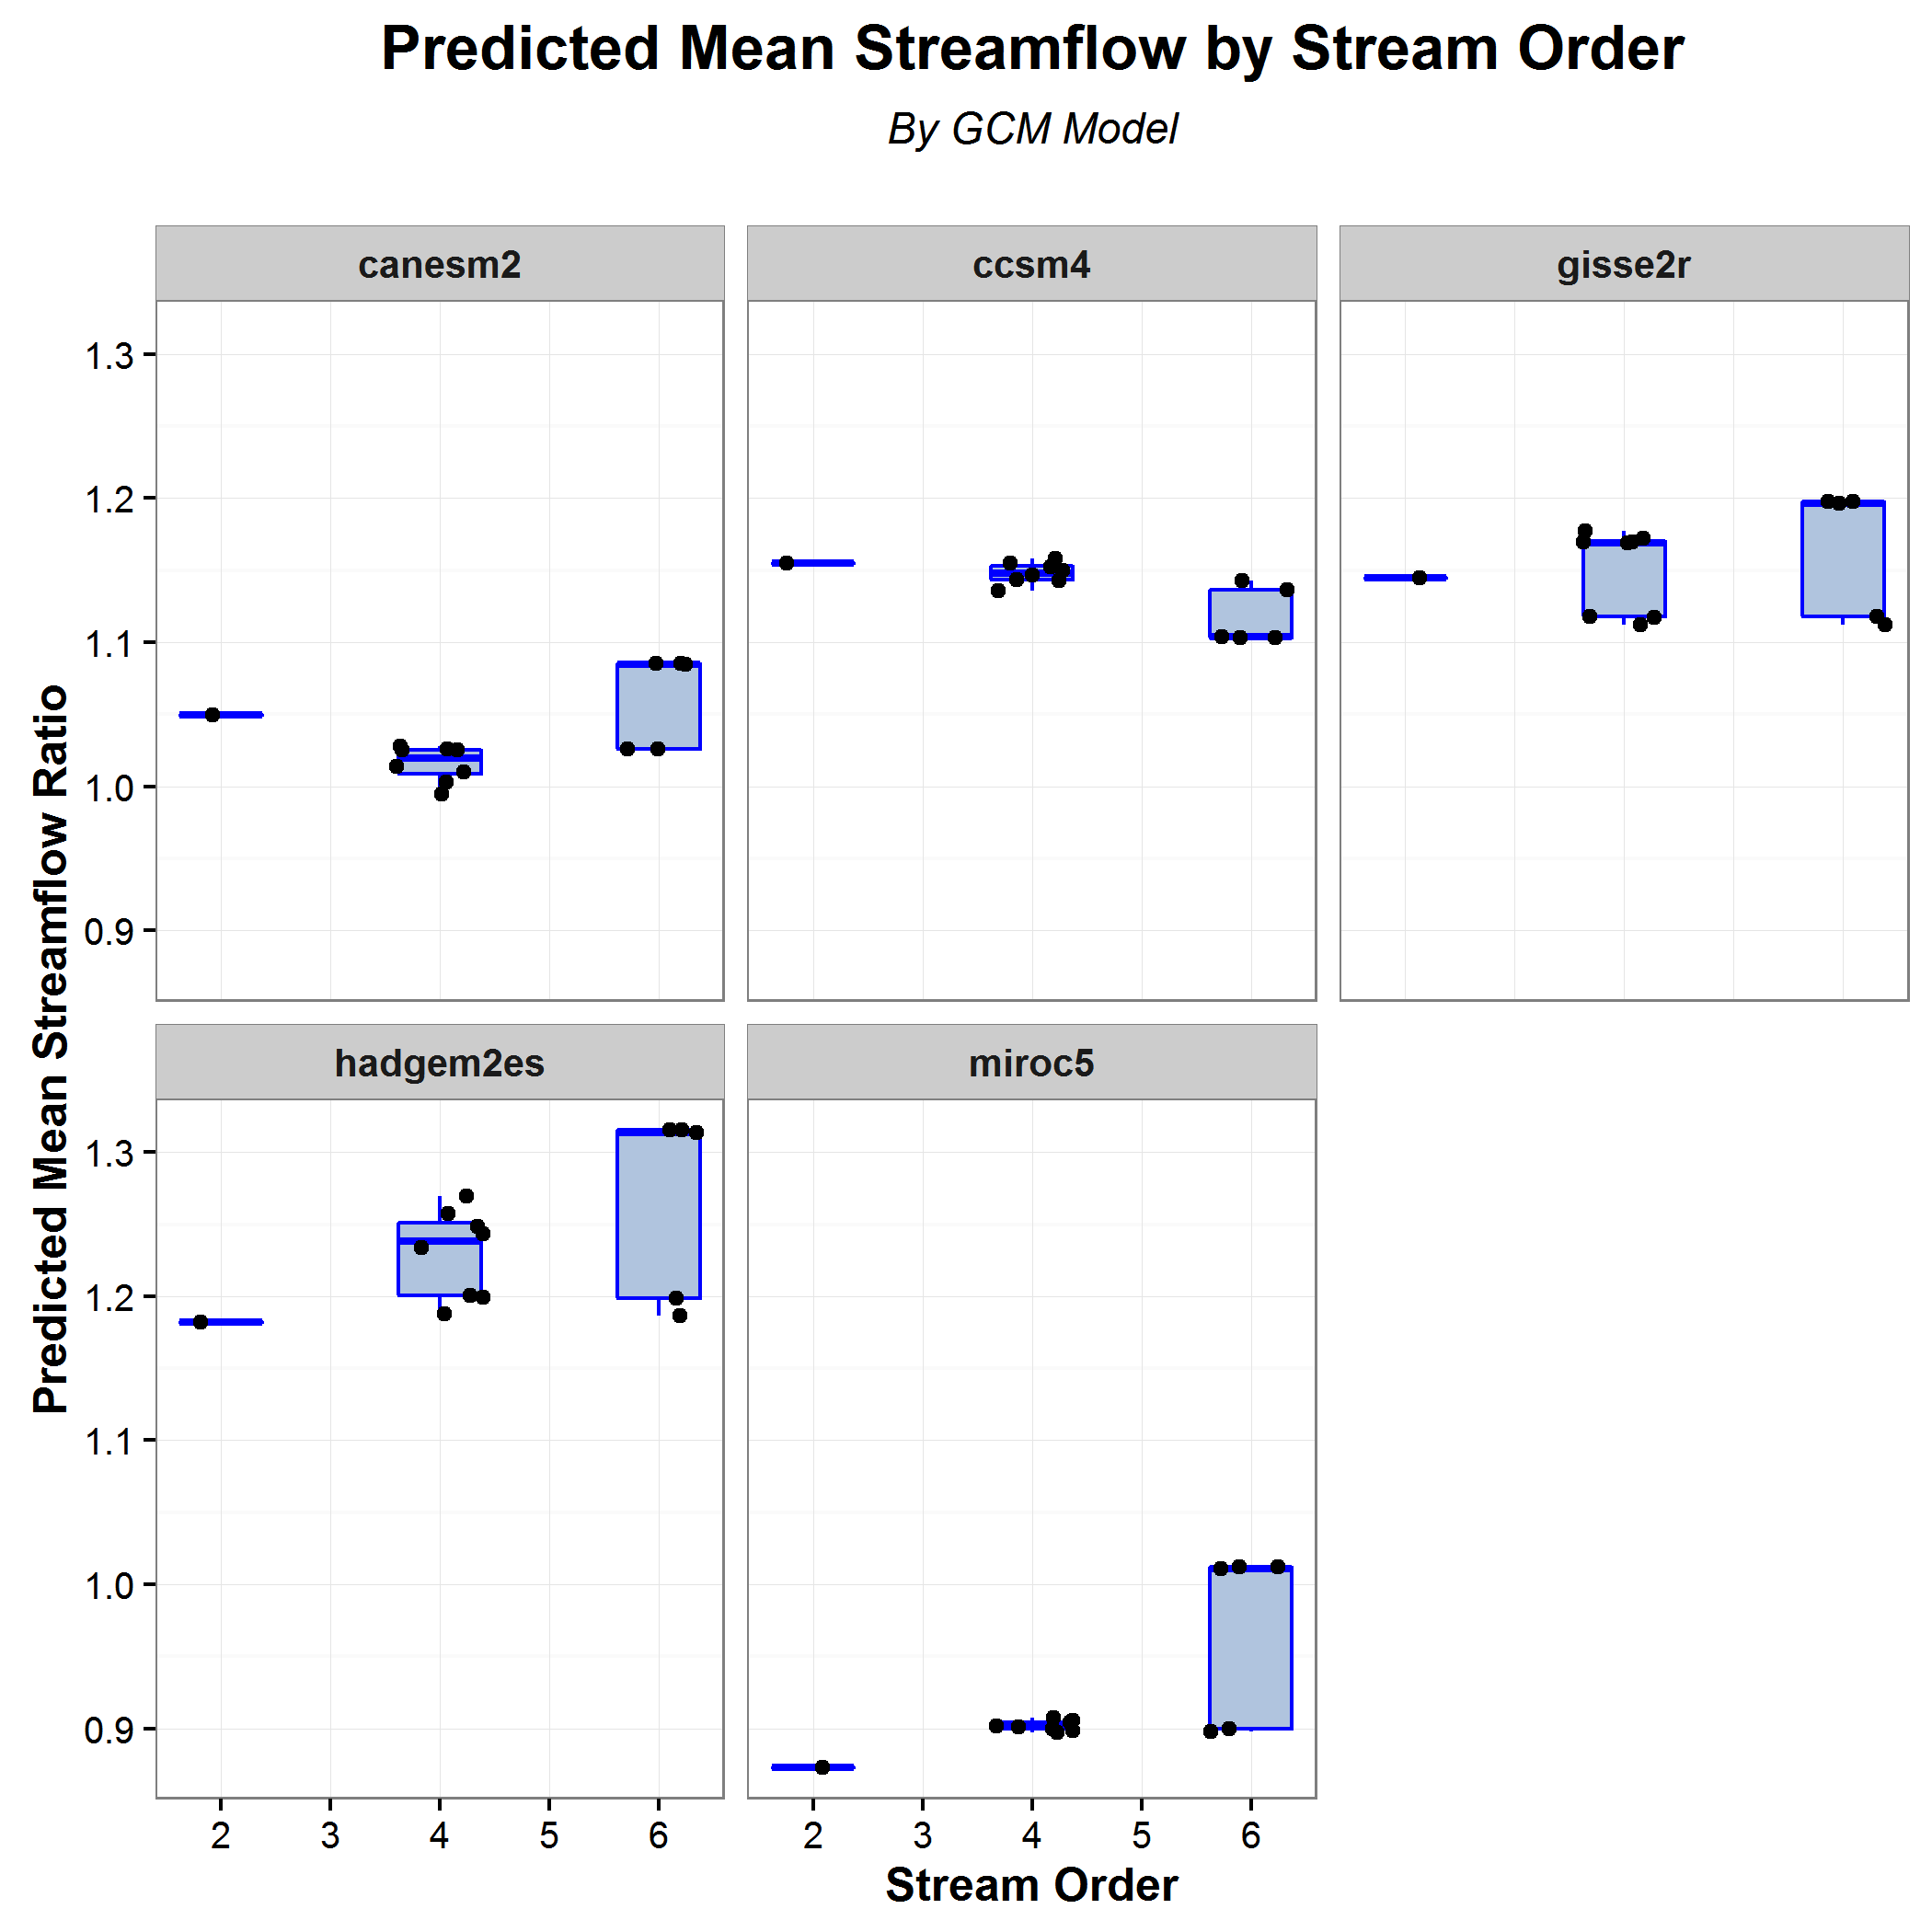 Predicted Mean Streamflow by Stream Order
By GCM Model
canesm2
ccsm4
gisse2r
1.3
1.2
1.1
1.0
0.9
Predicted Mean Streamflow Ratio
hadgem2es
miroc5
1.3
1.2
1.1
1.0
0.9
2 3 4 5 6
2 3 4 5 6
Stream Order